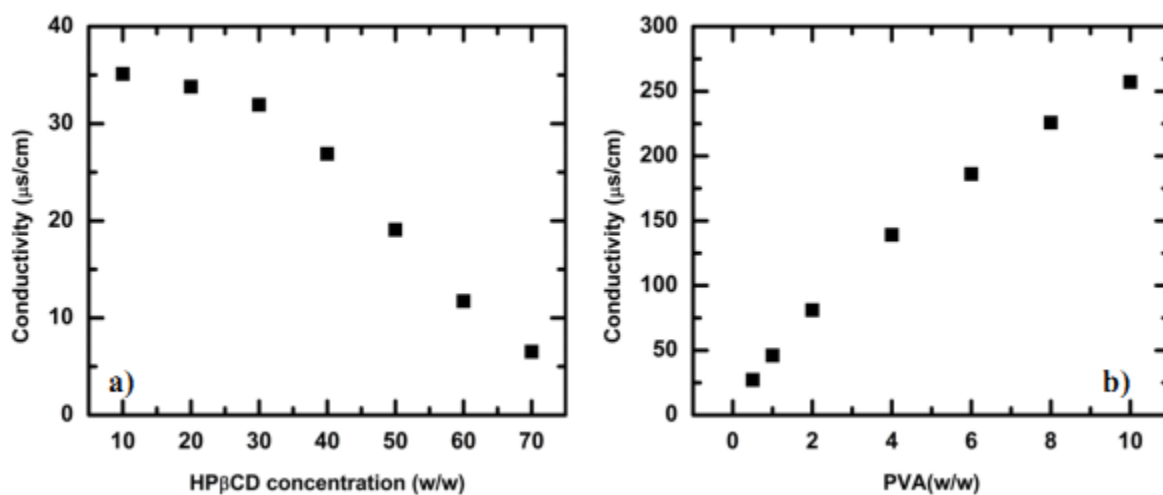 40
30
20
10
0
Conductivity (μs/cm)
a)
10 20 30 40 50 60 70
HPβCD concentration (w/w)
300
250
200
150
100
50
0
Conductivity (μs/cm)
b)
0 2 4 6 8 10
PVA(w/w)